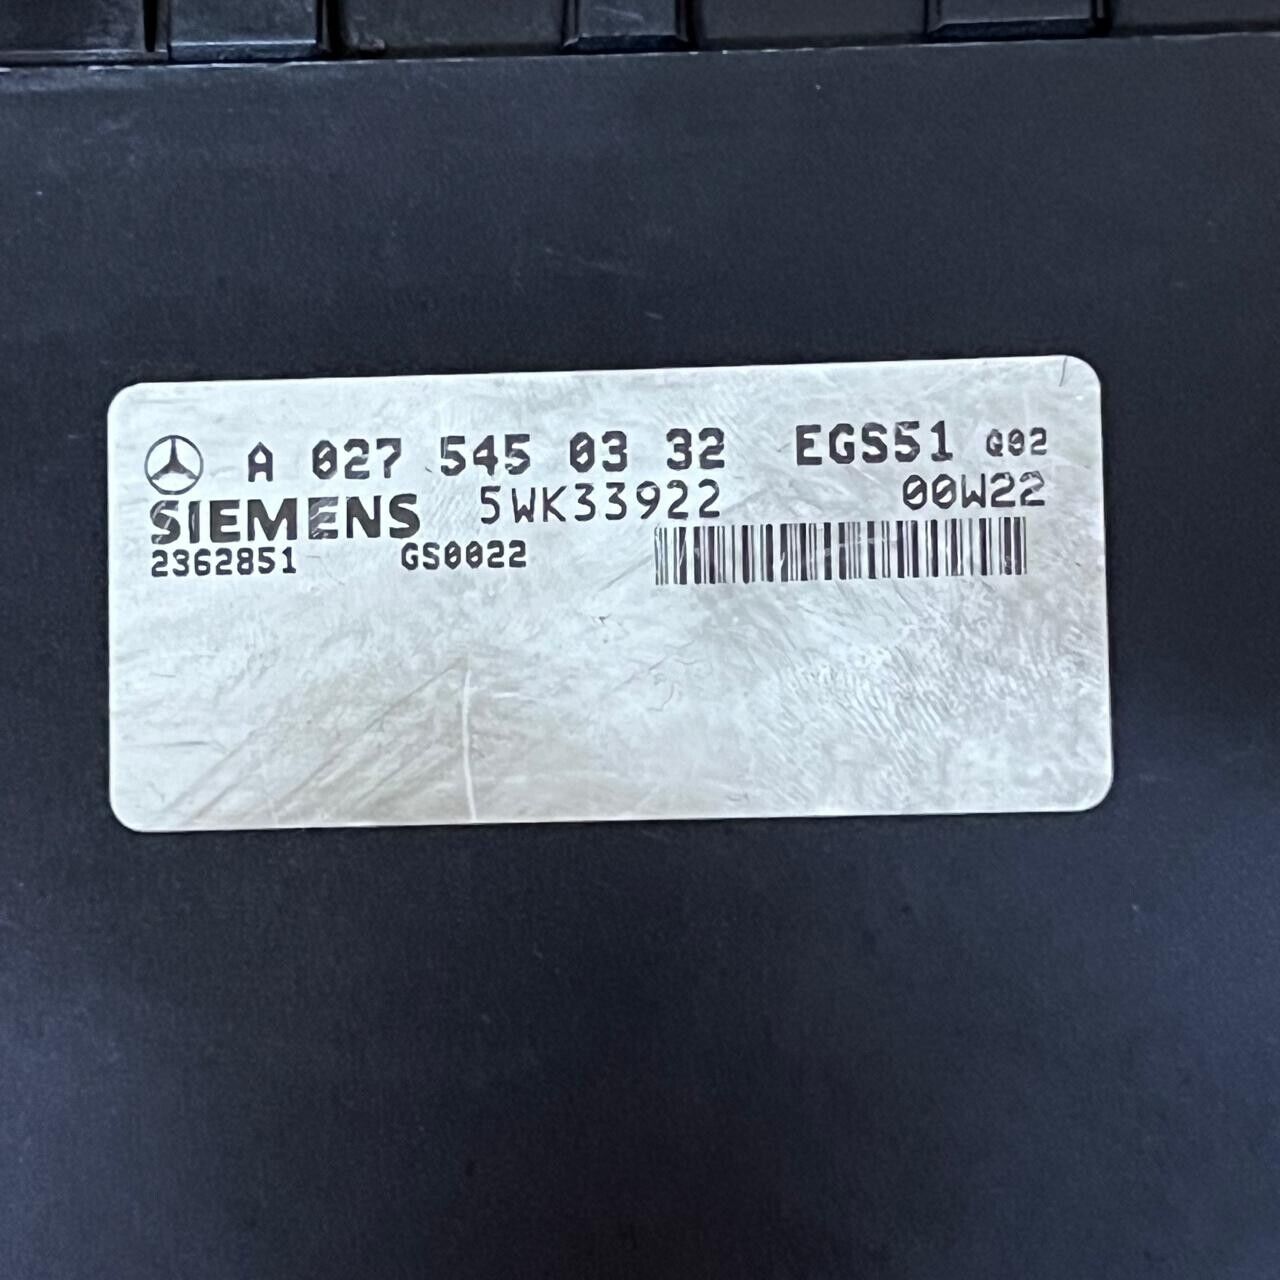 A 027 545 03 32 EGS51 Q02
SIEMENS 5WK33922 00W22
2362851 GS0022